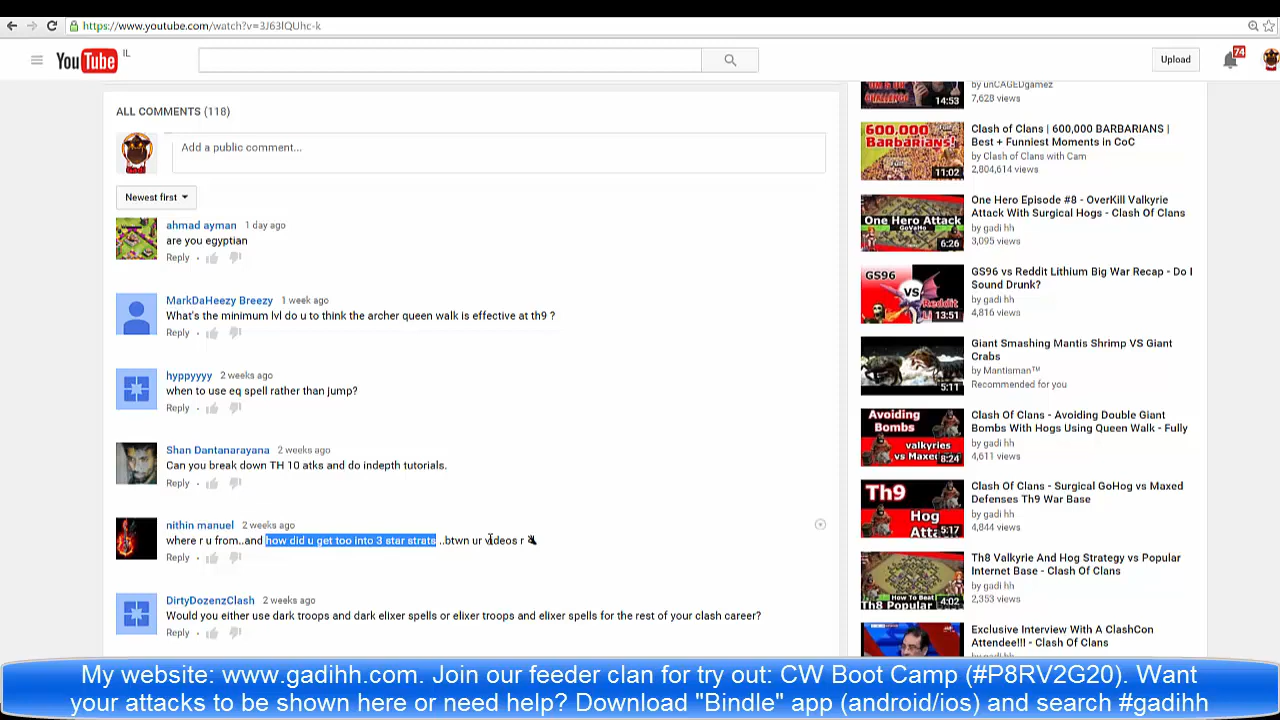 https://www.youtube.com/watch?v=3J63lQUhc-k
YouTube IL
Upload
74
ALL COMMENTS (118)
Add a public comment...
Newest first
ahmad ayman 1 day ago
are you egyptian
Reply
MarkDaHeezy Breezy 1 week ago
What's the minimum lvl do u to think the archer queen walk is effective at th9 ?
Reply
hyppyyyy 2 weeks ago
when to use eq spell rather than jump?
Reply
Shan Dantanarayana 2 weeks ago
Can you break down TH 10 atks and do indepth tutorials.
Reply
nithin manuel 2 weeks ago
where r u from..and how did u get too into 3 star strats ..btwn ur videos r
Reply
DirtyDozenzClash 2 weeks ago
Would you either use dark troops and dark elixer spells or elixer troops and elixer spells for the rest of your clash career?
Reply
CHALLENGE
14:53
by unCAGEDgamez
7,628 views
600,000
BARBARIANS!
11:02
Clash of Clans | 600,000 BARBARIANS |
Best + Funniest Moments in CoC
by Clash of Clans with Cam
2,804,614 views
One Hero Attack
GoVaHo
6:26
One Hero Episode #8 - OverKill Valkyrie
Attack With Surgical Hogs - Clash Of Clans
by gadi hh
3,095 views
GS96
VS
Reddit
Lithium
13:51
GS96 vs Reddit Lithium Big War Recap - Do I
Sound Drunk?
by gadi hh
4,816 views
5:11
Giant Smashing Mantis Shrimp VS Giant
Crabs
by Mantisman™
Recommended for you
Avoiding
Bombs
valkyries
vs Maxed
8:24
Clash Of Clans - Avoiding Double Giant
Bombs With Hogs Using Queen Walk - Fully
by gadi hh
4,611 views
Th9
Hog
5:17
Clash Of Clans - Surgical GoHog vs Maxed
Defenses Th9 War Base
by gadi hh
4,844 views
How To Beat
Th8 Popular
4:02
Th8 Valkyrie And Hog Strategy vs Popular
Internet Base - Clash Of Clans
by gadi hh
2,353 views
Exclusive Interview With A ClashCon
Attendee!!! - Clash Of Clans
by gadi hh
My website: www.gadihh.com. Join our feeder clan for try out: CW Boot Camp (#P8RV2G20). Want
your attacks to be shown here or need help? Download "Bindle" app (android/ios) and search #gadihh